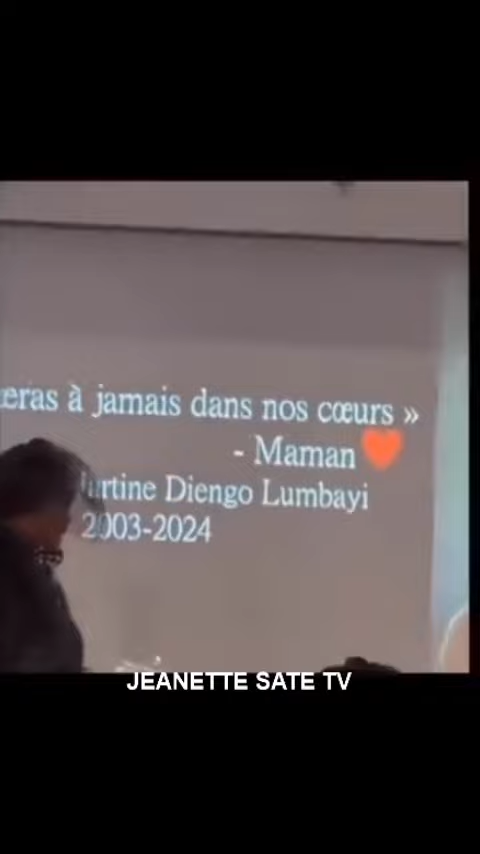 à jamais dans nos cœurs »
- Maman
Diengo Lumbayi
2003-2024
JEANETTE SATE TV